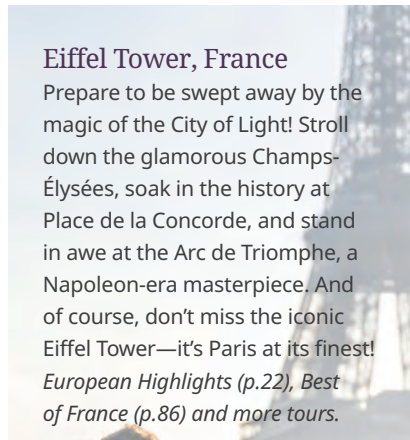 Eiffel Tower, France
Prepare to be swept away by the
magic of the City of Light! Stroll
down the glamorous Champs-
Élysées, soak in the history at
Place de la Concorde, and stand
in awe at the Arc de Triomphe, a
Napoleon-era masterpiece. And
of course, don’t miss the iconic
Eiffel Tower—it’s Paris at its finest!
European Highlights (p.22), Best
of France (p.86) and more tours.